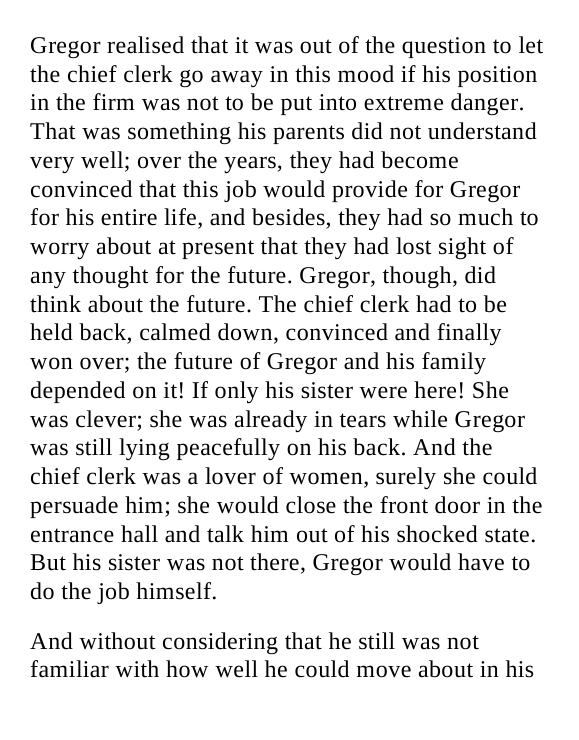 Gregor realised that it was out of the question to let
the chief clerk go away in this mood if his position
in the firm was not to be put into extreme danger.
That was something his parents did not understand
very well; over the years, they had become
convinced that this job would provide for Gregor
for his entire life, and besides, they had so much to
worry about at present that they had lost sight of
any thought for the future. Gregor, though, did
think about the future. The chief clerk had to be
held back, calmed down, convinced and finally
won over; the future of Gregor and his family
depended on it! If only his sister were here! She
was clever; she was already in tears while Gregor
was still lying peacefully on his back. And the
chief clerk was a lover of women, surely she could
persuade him; she would close the front door in the
entrance hall and talk him out of his shocked state.
But his sister was not there, Gregor would have to
do the job himself.
And without considering that he still was not
familiar with how well he could move about in his